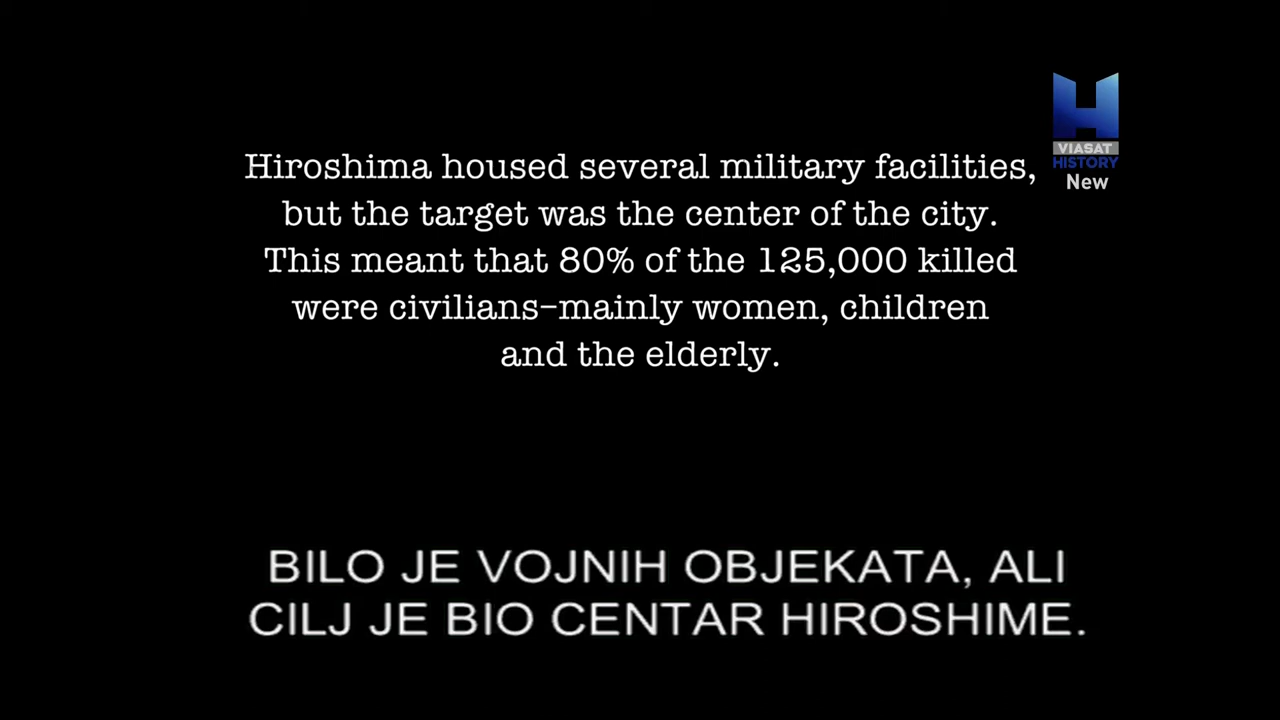 VIASAT
HISTORY
New
Hiroshima housed several military facilities,
but the target was the center of the city.
This meant that 80% of the 125,000 killed
were civilians–mainly women, children
and the elderly.
BILO JE VOJNIH OBJEKATA, ALI
CILJ JE BIO CENTAR HIROSHIME.